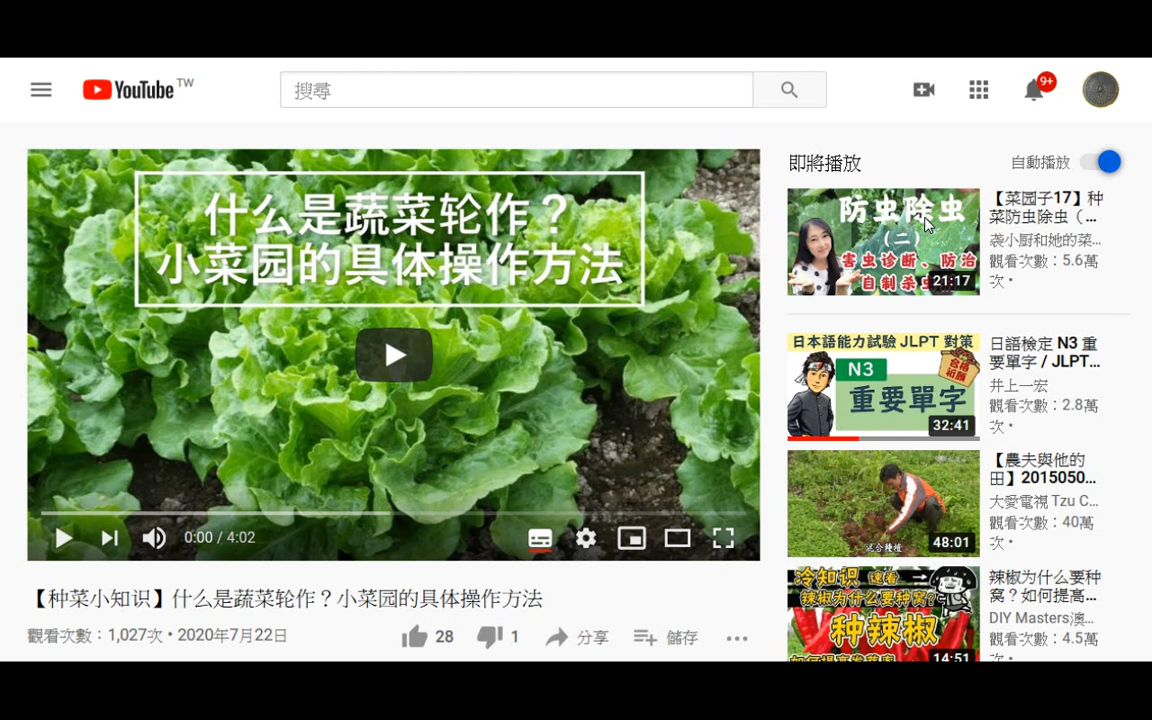 YouTube TW
搜尋
9+
什么是蔬菜轮作？
小菜园的具体操作方法
0:00 / 4:02
【种菜小知识】什么是蔬菜轮作？小菜园的具体操作方法
觀看次數：1,027次 • 2020年7月22日
28
1
分享
儲存
即將播放
自動播放
防虫除虫
(二)
害虫诊断、防治
自制杀虫
21:17
【菜园子17】种
菜防虫除虫（...
袭小厨和她的菜...
觀看次數：5.6萬
次 •
日本語能力試驗 JLPT 對策
N3
合格
祈願
重要單字
32:41
日語檢定 N3 重
要單字 / JLPT...
井上一宏
觀看次數：2.8萬
次 •
混合種植
48:01
【農夫與他的
田】2015050...
大愛電視 Tzu C...
觀看次數：40萬
次 •
冷知识 速看
辣椒为什么要种窝?
种辣椒
14:51
辣椒为什么要种
窝？如何提高...
DIY Masters澳...
觀看次數：4.5萬